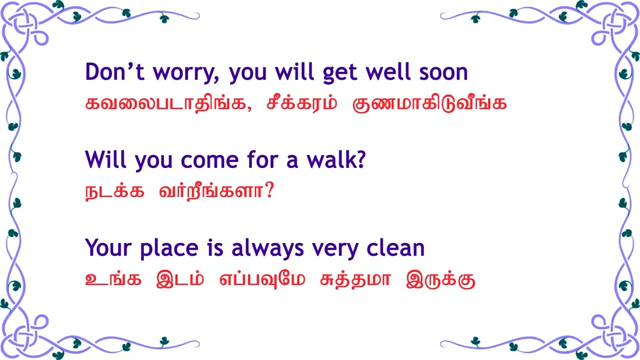 Don't worry, you will get well soon
கவலைபடாதிங்க, சீக்கரம் குணமாகிடுவீங்க
Will you come for a walk?
நடக்க வர்றீங்களா?
Your place is always very clean
உங்க இடம் எப்பவுமே சுத்தமா இருக்கு